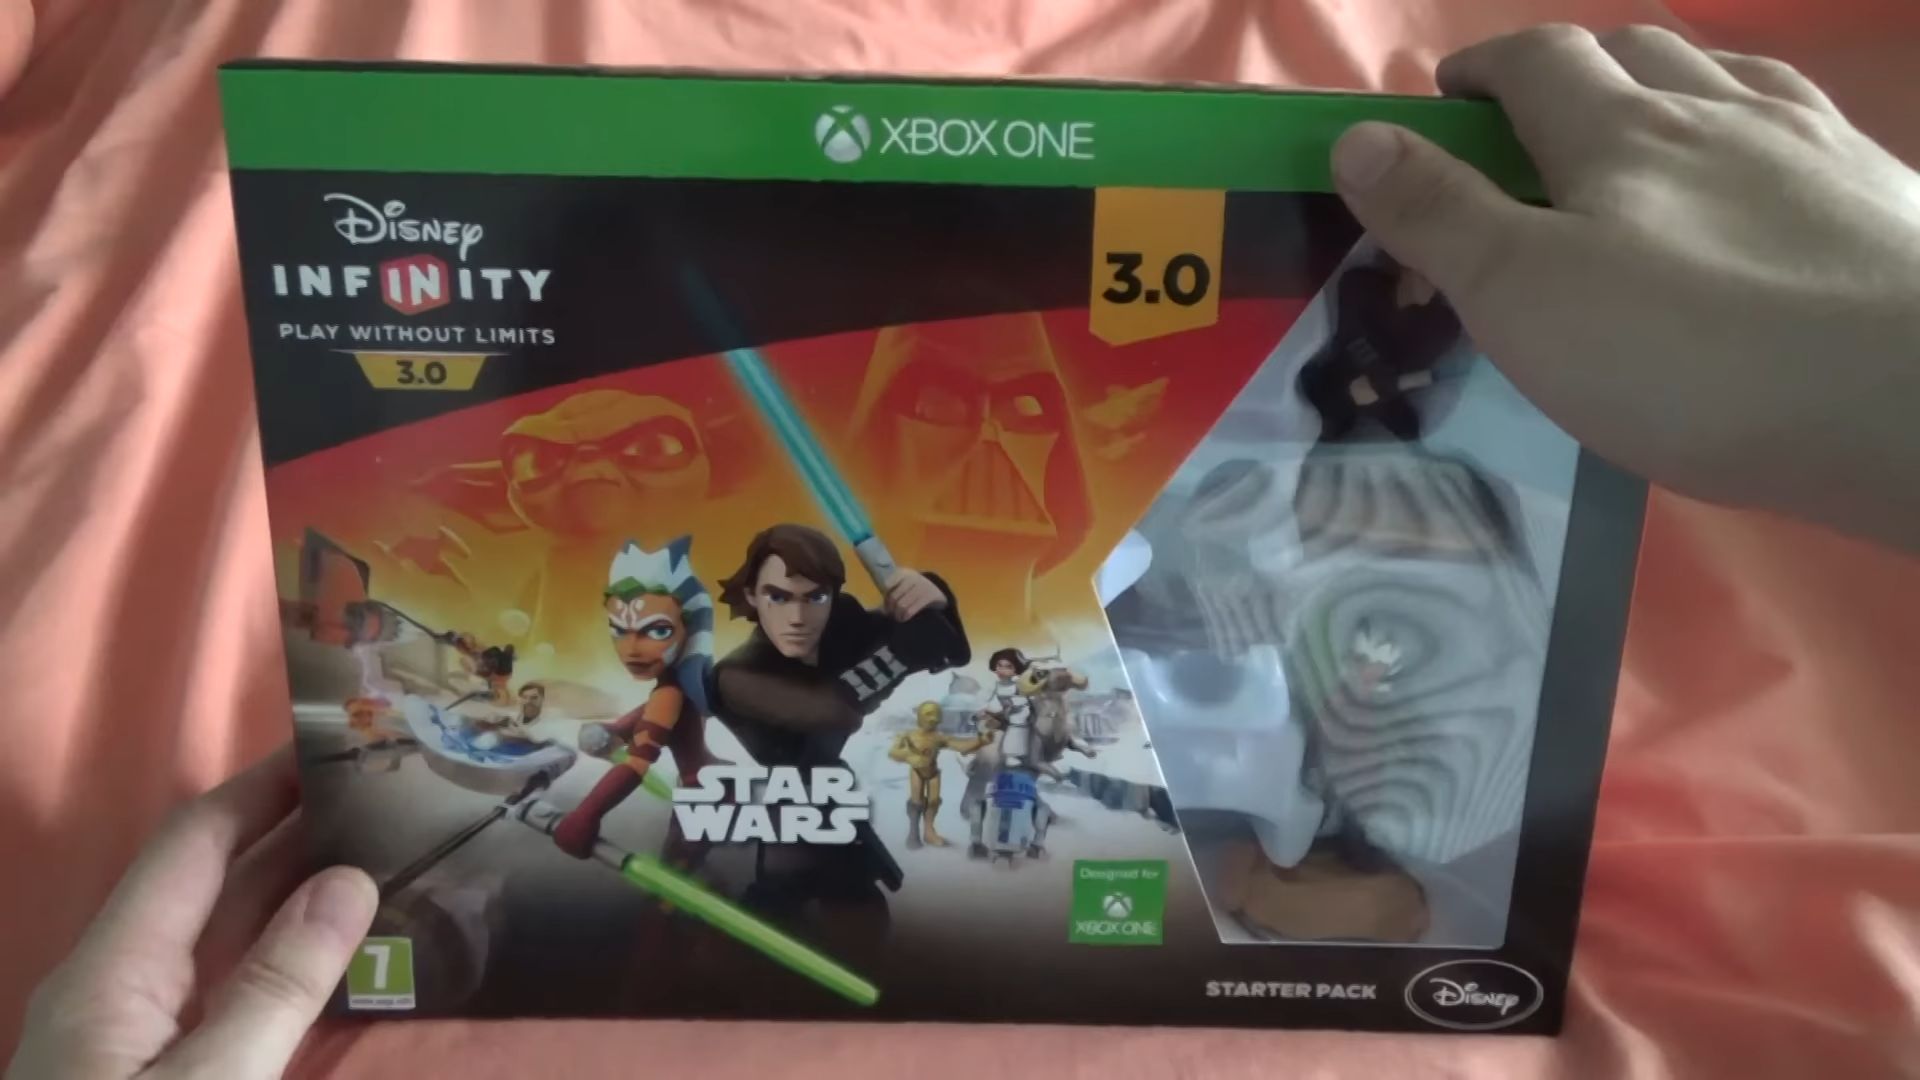 XBOX ONE
Disney
INFINITY
PLAY WITHOUT LIMITS
3.0
3.0
STAR
WARS
Designed for
XBOX ONE
7
STARTER PACK
Disney